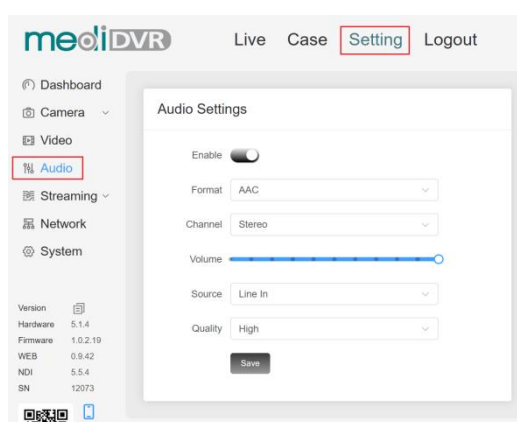 mediDVR Live Case Setting Logout
Dashboard
Camera
Video
Audio
Streaming
Network
System
Version
Hardware 5.1.4
Firmware 1.0.2.19
WEB 0.9.42
NDI 5.5.4
SN 12073
Audio Settings
Enable
Format AAC
Channel Stereo
Volume
Source Line In
Quality High
Save